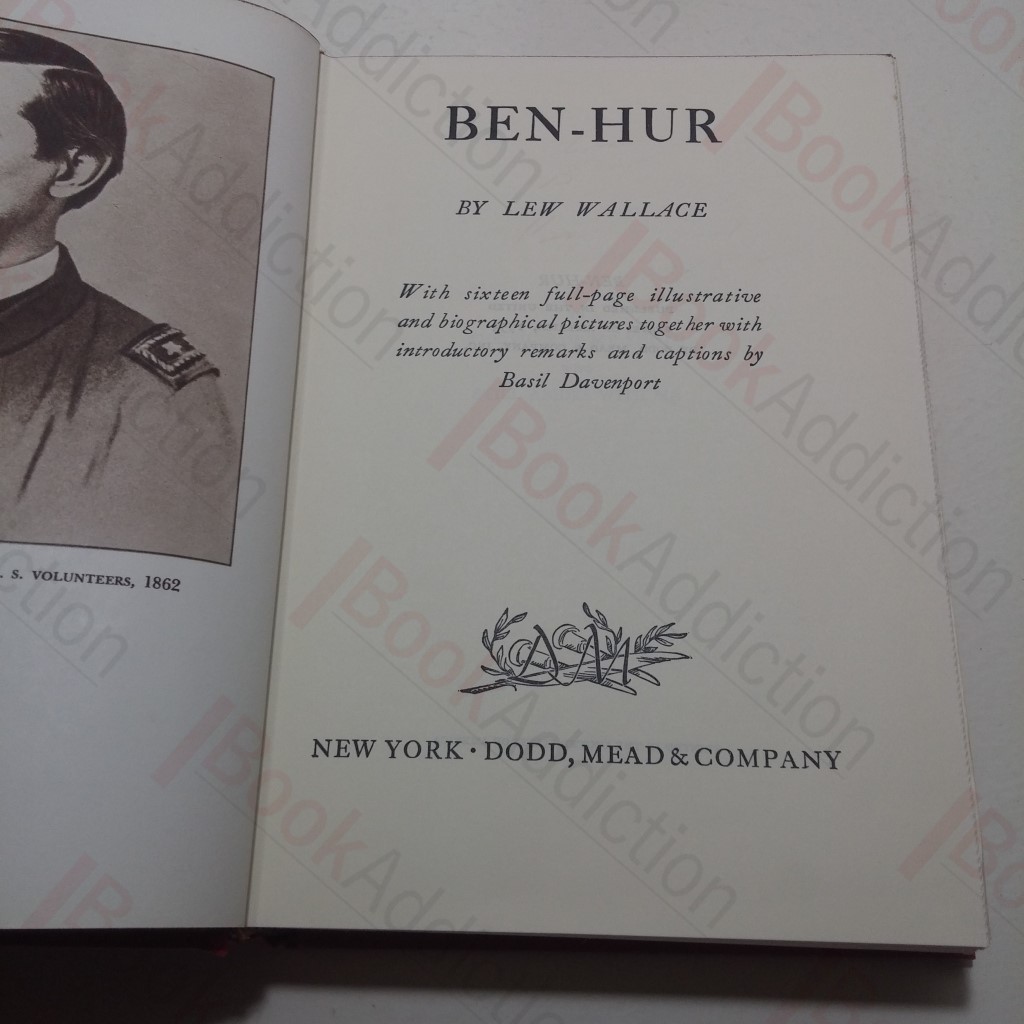 BEN-HUR
BY LEW WALLACE
With sixteen full-page illustrative
and biographical pictures together with
introductory remarks and captions by
Basil Davenport
NEW YORK · DODD, MEAD & COMPANY
. S. VOLUNTEERS, 1862
BookAddiction